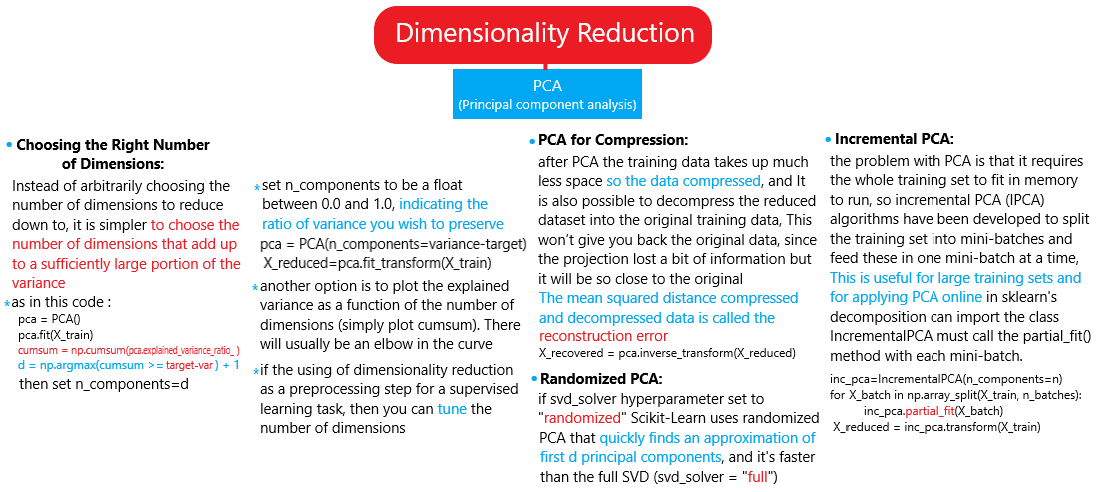 Dimensionality Reduction
PCA
(Principal component analysis)
• Choosing the Right Number
of Dimensions:
Instead of arbitrarily choosing the
number of dimensions to reduce
down to, it is simpler to choose the
number of dimensions that add up
to a sufficiently large portion of the
variance
*as in this code :
pca = PCA()
pca.fit(X_train)
cumsum = np.cumsum(pca.explained_variance_ratio_ )
d = np.argmax(cumsum >= target-var ) + 1
then set n_components=d
*set n_components to be a float
between 0.0 and 1.0, indicating the
ratio of variance you wish to preserve
pca = PCA(n_components=variance-target)
X_reduced=pca.fit_transform(X_train)
*another option is to plot the explained
variance as a function of the number of
dimensions (simply plot cumsum). There
will usually be an elbow in the curve
*if the using of dimensionality reduction
as a preprocessing step for a supervised
learning task, then you can tune the
number of dimensions
• PCA for Compression:
after PCA the training data takes up much
less space so the data compressed, and It
is also possible to decompress the reduced
dataset into the original training data, This
won't give you back the original data, since
the projection lost a bit of information but
it will be so close to the original
The mean squared distance compressed
and decompressed data is called the
reconstruction error
X_recovered = pca.inverse_transform(X_reduced)
• Randomized PCA:
if svd_solver hyperparameter set to
"randomized" Scikit-Learn uses randomized
PCA that quickly finds an approximation of
first d principal components, and it's faster
than the full SVD (svd_solver = "full")
• Incremental PCA:
the problem with PCA is that it requires
the whole training set to fit in memory
to run, so incremental PCA (IPCA)
algorithms have been developed to split
the training set into mini-batches and
feed these in one mini-batch at a time,
This is useful for large training sets and
for applying PCA online in sklearn's
decomposition can import the class
IncrementalPCA must call the partial_fit()
method with each mini-batch.
inc_pca=IncrementalPCA(n_components=n)
for X_batch in np.array_split(X_train, n_batches):
inc_pca.partial_fit(X_batch)
X_reduced = inc_pca.transform(X_train)